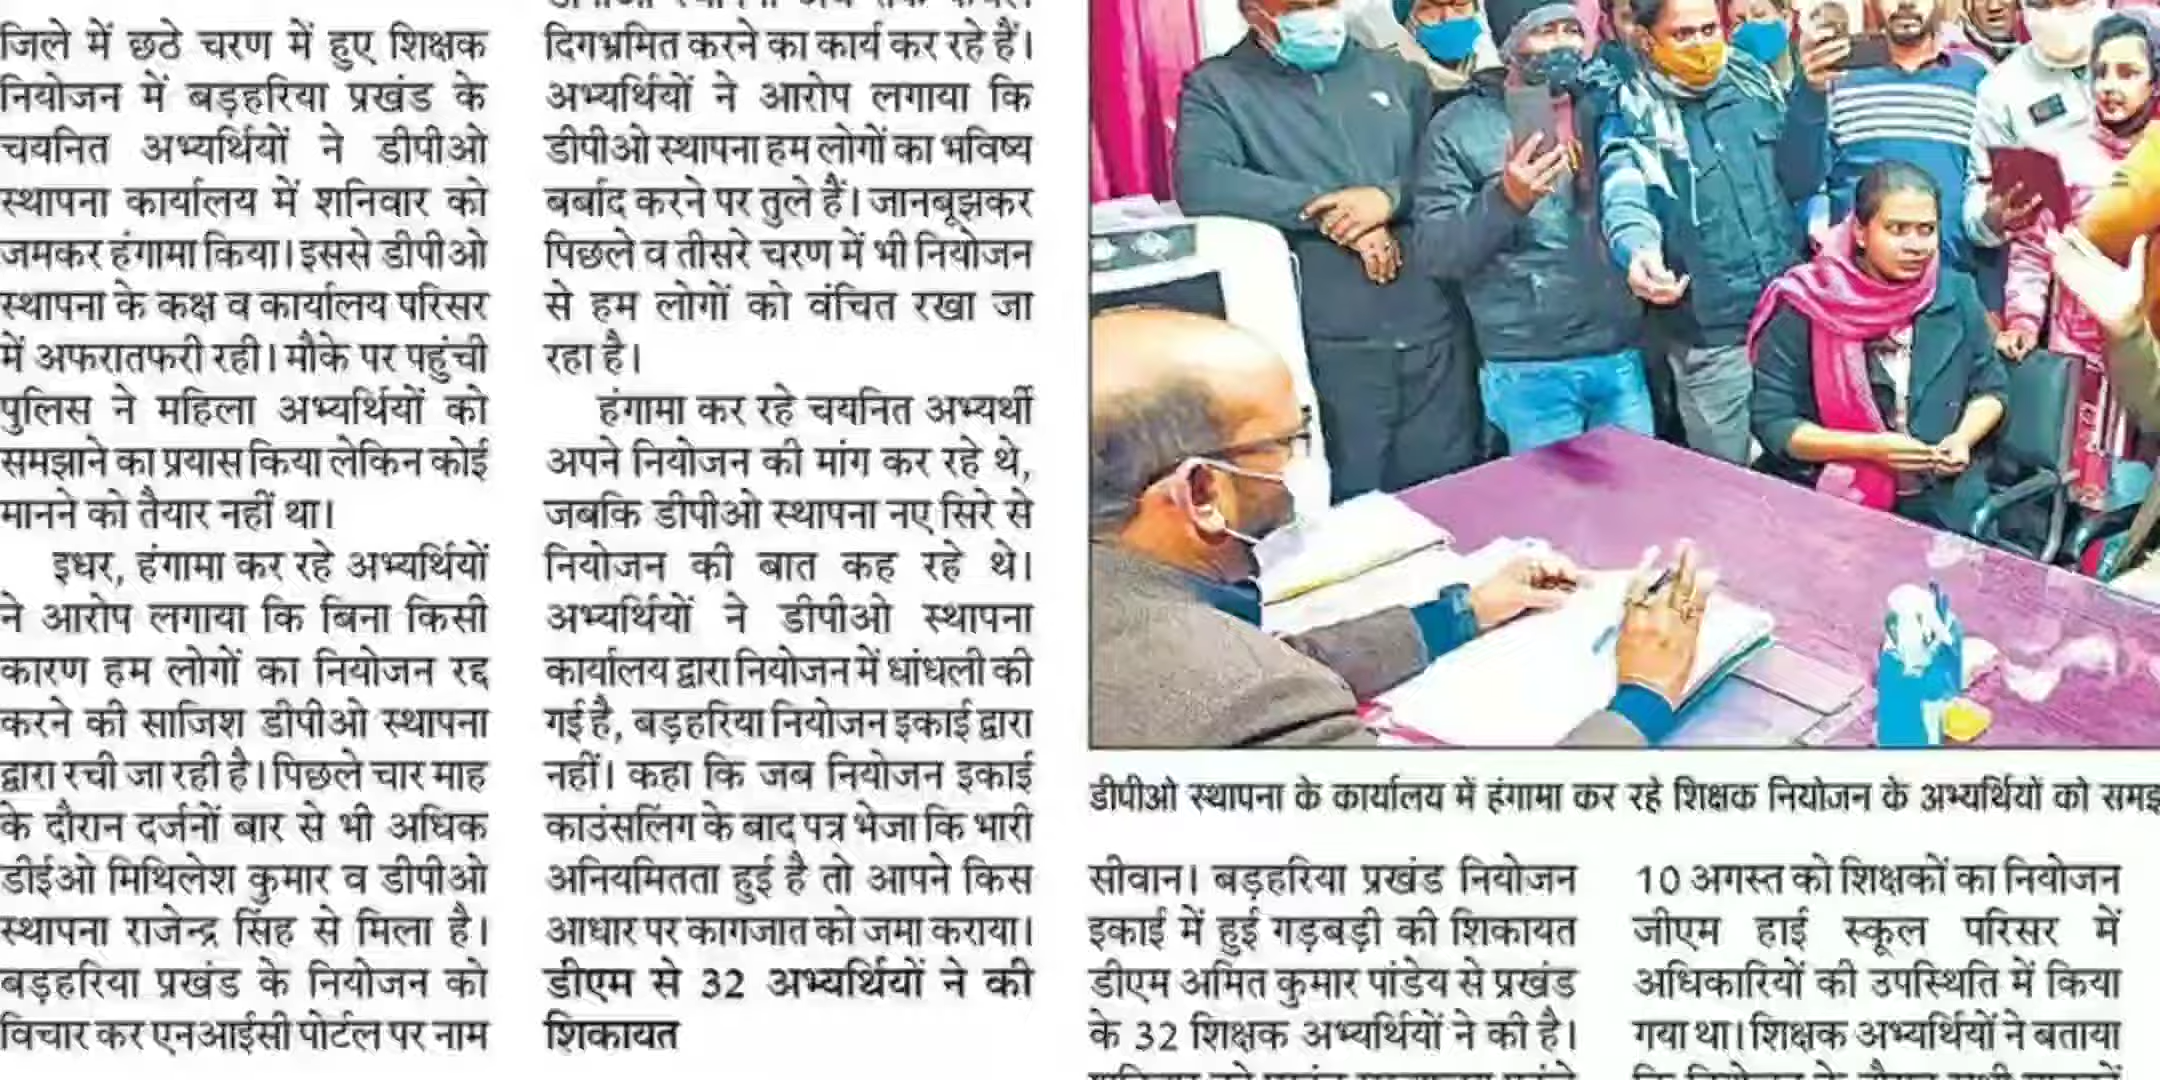 जिले में छठे चरण में हुए शिक्षक
नियोजन में बड़हरिया प्रखंड के
चयनित अभ्यर्थियों ने डीपीओ
स्थापना कार्यालय में शनिवार को
जमकर हंगामा किया। इससे डीपीओ
स्थापना के कक्ष व कार्यालय परिसर
में अफरातफरी रही। मौके पर पहुंची
पुलिस ने महिला अभ्यर्थियों को
समझाने का प्रयास किया लेकिन कोई
मानने को तैयार नहीं था।
इधर, हंगामा कर रहे अभ्यर्थियों
ने आरोप लगाया कि बिना किसी
कारण हम लोगों का नियोजन रद्द
करने की साजिश डीपीओ स्थापना
द्वारा रची जा रही है। पिछले चार माह
के दौरान दर्जनों बार से भी अधिक
डीईओ मिथिलेश कुमार व डीपीओ
स्थापना राजेन्द्र सिंह से मिला है।
बड़हरिया प्रखंड के नियोजन को
विचार कर एनआईसी पोर्टल पर नाम
दिगभ्रमित करने का कार्य कर रहे हैं।
अभ्यर्थियों ने आरोप लगाया कि
डीपीओ स्थापना हम लोगों का भविष्य
बर्बाद करने पर तुले हैं। जानबूझकर
पिछले व तीसरे चरण में भी नियोजन
से हम लोगों को वंचित रखा जा
रहा है।
हंगामा कर रहे चयनित अभ्यर्थी
अपने नियोजन की मांग कर रहे थे,
जबकि डीपीओ स्थापना नए सिरे से
नियोजन की बात कह रहे थे।
अभ्यर्थियों ने डीपीओ स्थापना
कार्यालय द्वारा नियोजन में धांधली की
गई है, बड़हरिया नियोजन इकाई द्वारा
नहीं। कहा कि जब नियोजन इकाई
काउंसलिंग के बाद पत्र भेजा कि भारी
अनियमितता हुई है तो आपने किस
आधार पर कागजात को जमा कराया।
डीएम से 32 अभ्यर्थियों ने की
शिकायत
डीपीओ स्थापना के कार्यालय में हंगामा कर रहे शिक्षक नियोजन के अभ्यर्थियों को
सीवान। बड़हरिया प्रखंड नियोजन
इकाई में हुई गड़बड़ी की शिकायत
डीएम अमित कुमार पांडेय से प्रखंड
के 32 शिक्षक अभ्यर्थियों ने की है।
10 अगस्त को शिक्षकों का नियोजन
जीएम हाई स्कूल परिसर में
अधिकारियों की उपस्थिति में किया
गया था। शिक्षक अभ्यर्थियों ने बताया